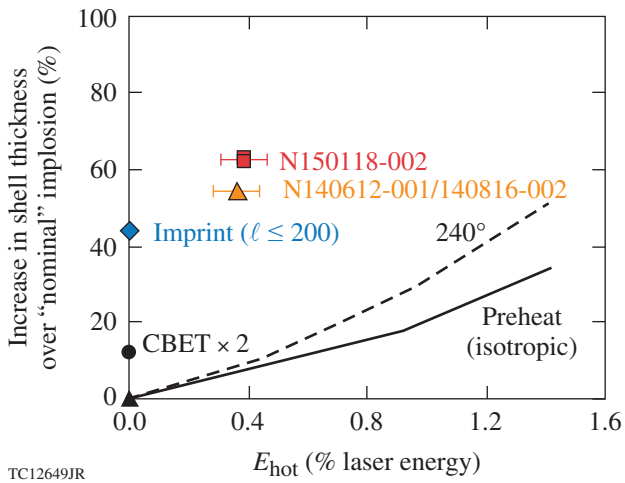 Increase in shell thickness
over “nominal” implosion (%)
100
80
60
40
20
0
N150118-002
N140612-001/140816-002
Imprint (ℓ ≤ 200)
240°
CBET × 2
Preheat
(isotropic)
0.0 0.4 0.8 1.2 1.6
E_hot (% laser energy)
TC12649JR